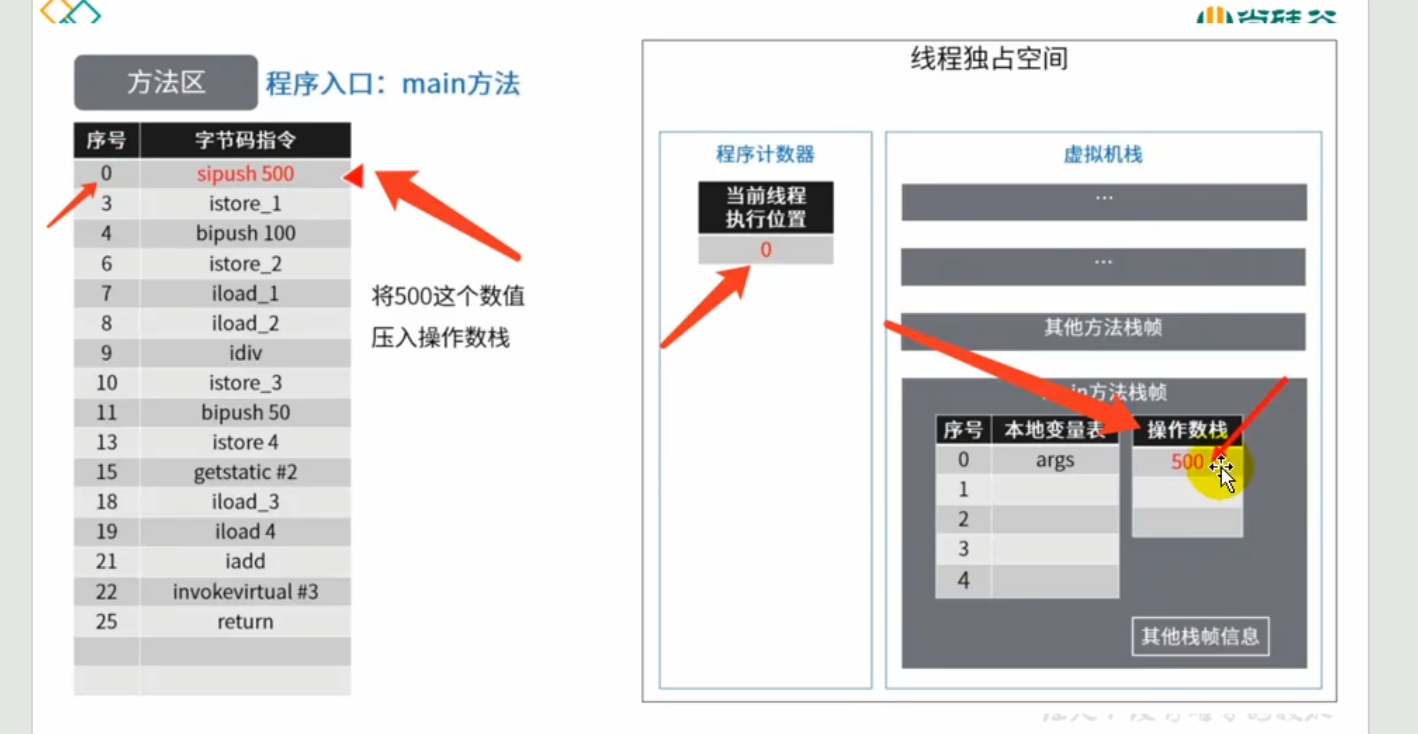 尚硅谷
方法区 程序入口：main方法
序号 字节码指令
0 sipush 500
3 istore_1
4 bipush 100
6 istore_2
7 iload_1
8 iload_2
9 idiv
10 istore_3
11 bipush 50
13 istore 4
15 getstatic #2
18 iload_3
19 iload 4
21 iadd
22 invokevirtual #3
25 return
将500这个数值
压入操作数栈
线程独占空间
程序计数器
当前线程
执行位置
0
虚拟机栈
...
...
其他方法栈帧
main方法栈帧
序号 本地变量表
0 args
1
2
3
4
操作数栈
500
其他栈帧信息